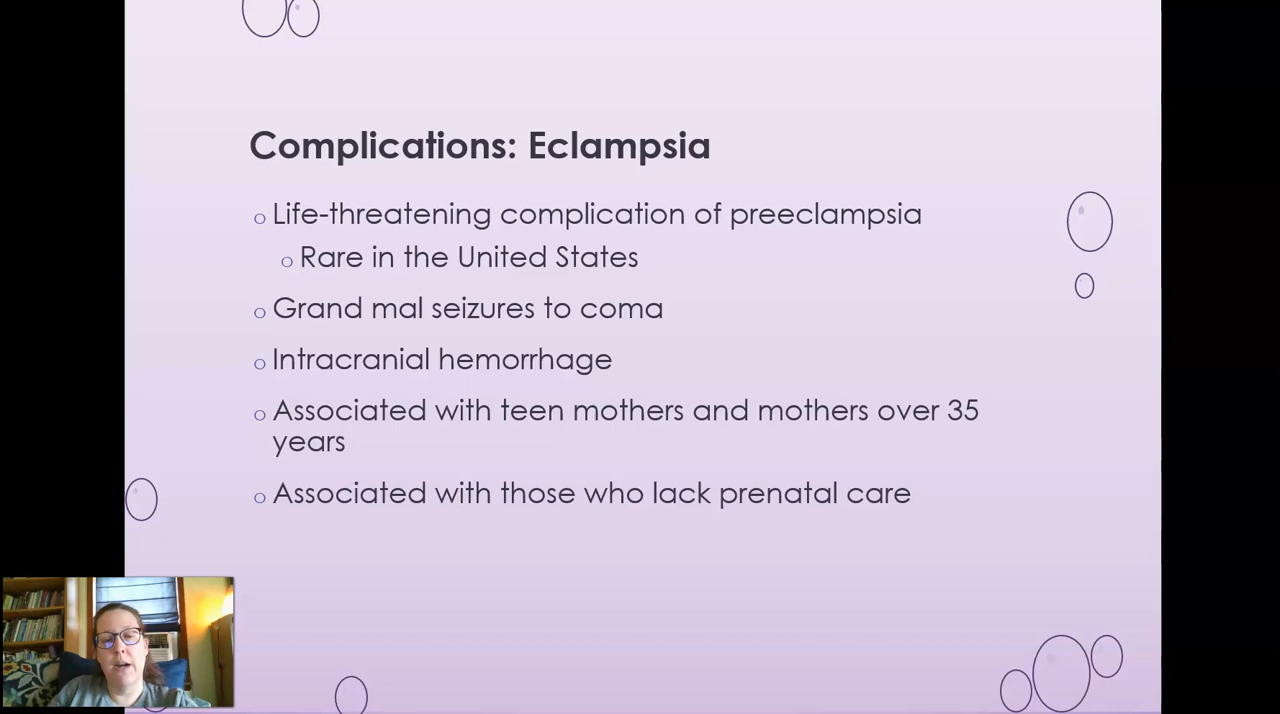 Complications: Eclampsia
Life-threatening complication of preeclampsia
Rare in the United States
Grand mal seizures to coma
Intracranial hemorrhage
Associated with teen mothers and mothers over 35
years
Associated with those who lack prenatal care